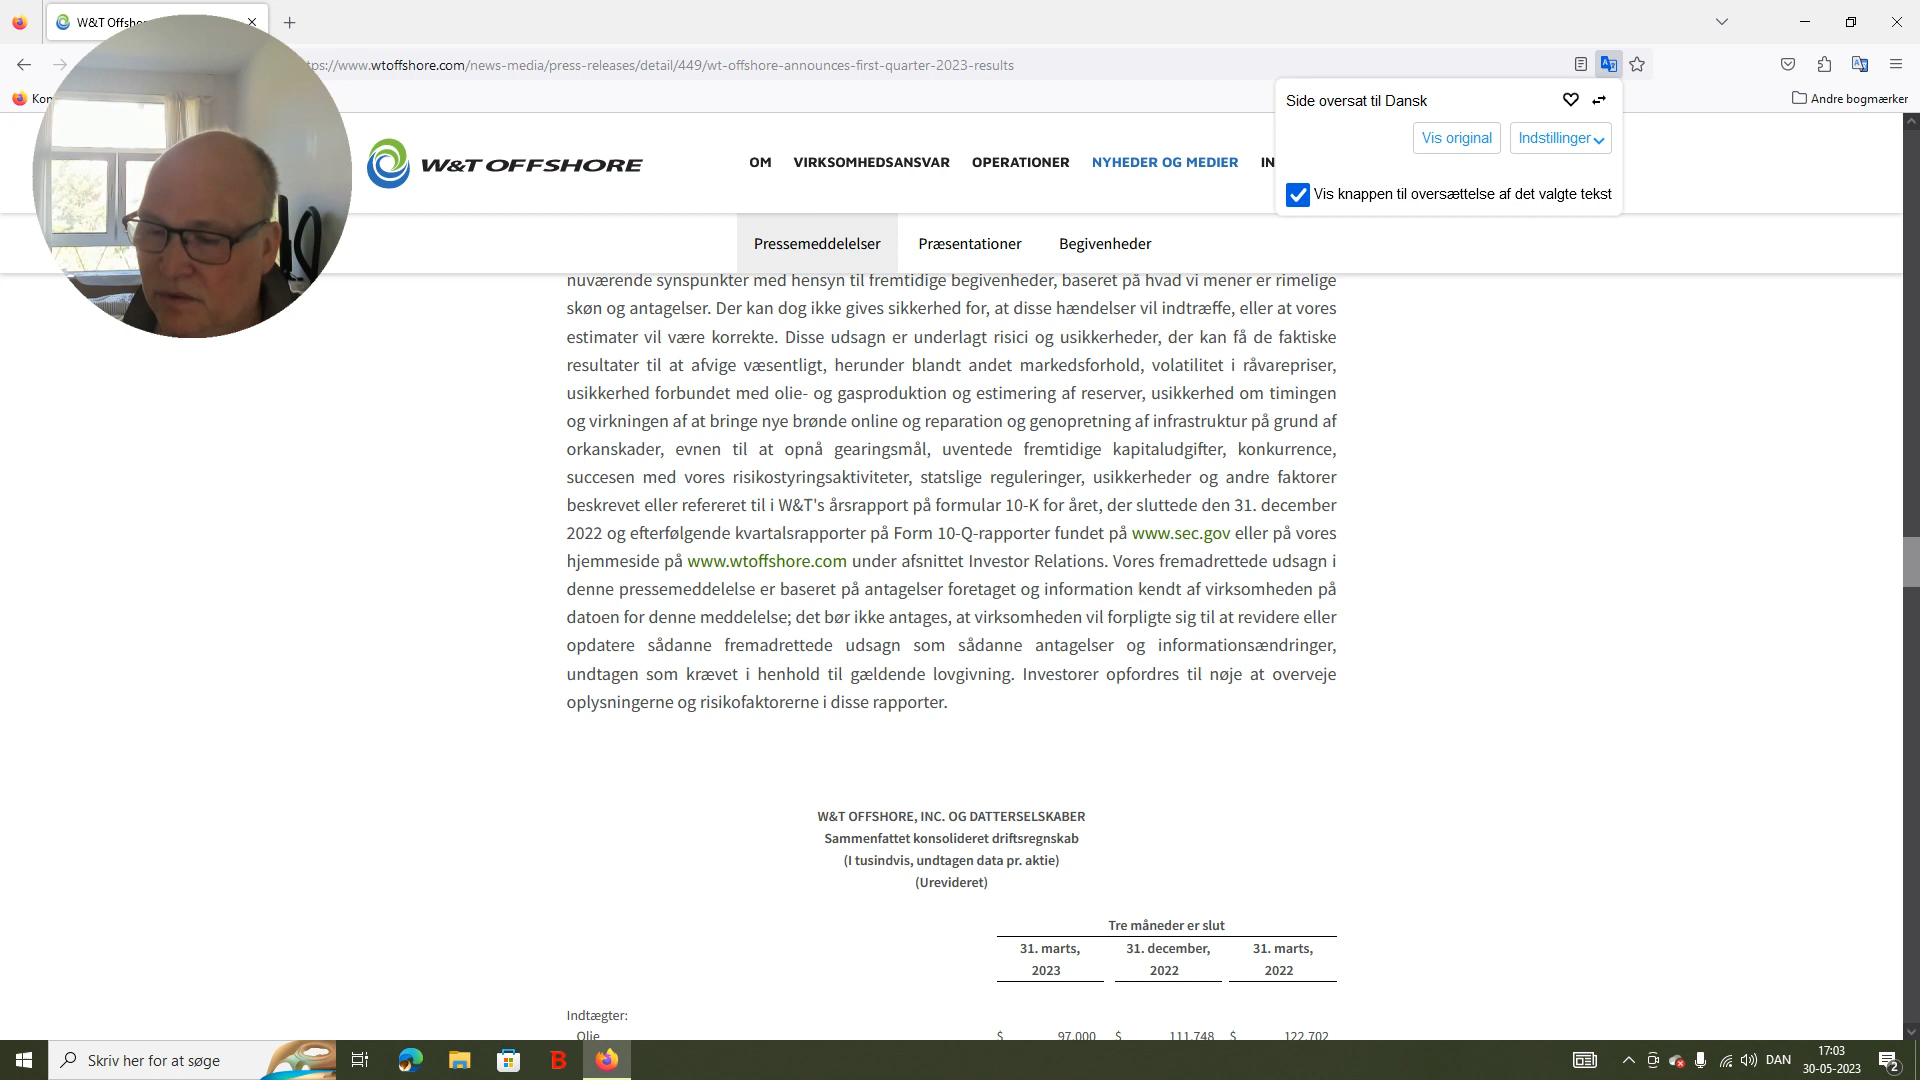 W&T Offsho
tps://www.wtoffshore.com/news-media/press-releases/detail/449/wt-offshore-announces-first-quarter-2023-results
Kon
Andre bogmærker
Side oversat til Dansk
Vis original
Indstillinger
Vis knappen til oversættelse af det valgte tekst
W&T OFFSHORE
OM VIRKSOMHEDSANSVAR OPERATIONER NYHEDER OG MEDIER IN
Pressemeddelelser Præsentationer Begivenheder
nuværende synspunkter med hensyn til fremtidige begivenheder, baseret på hvad vi mener er rimelige
skøn og antagelser. Der kan dog ikke gives sikkerhed for, at disse hændelser vil indtræffe, eller at vores
estimater vil være korrekte. Disse udsagn er underlagt risici og usikkerheder, der kan få de faktiske
resultater til at afvige væsentligt, herunder blandt andet markedsforhold, volatilitet i råvarepriser,
usikkerhed forbundet med olie- og gasproduktion og estimering af reserver, usikkerhed om timingen
og virkningen af at bringe nye brønde online og reparation og genopretning af infrastruktur på grund af
orkanskader, evnen til at opnå gearingsmål, uventede fremtidige kapitaludgifter, konkurrence,
succesen med vores risikostyringsaktiviteter, statslige reguleringer, usikkerheder og andre faktorer
beskrevet eller refereret til i W&T's årsrapport på formular 10-K for året, der sluttede den 31. december
2022 og efterfølgende kvartalsrapporter på Form 10-Q-rapporter fundet på www.sec.gov eller på vores
hjemmeside på www.wtoffshore.com under afsnittet Investor Relations. Vores fremadrettede udsagn i
denne pressemeddelelse er baseret på antagelser foretaget og information kendt af virksomheden på
datoen for denne meddelelse; det bør ikke antages, at virksomheden vil forpligte sig til at revidere eller
opdatere sådanne fremadrettede udsagn som sådanne antagelser og informationsændringer,
undtagen som krævet i henhold til gældende lovgivning. Investorer opfordres til nøje at overveje
oplysningerne og risikofaktorerne i disse rapporter.
W&T OFFSHORE, INC. OG DATTERSELSKABER
Sammenfattet konsolideret driftsregnskab
(I tusindvis, undtagen data pr. aktie)
(Urevideret)
Tre måneder er slut
31. marts, 31. december, 31. marts,
2023 2022 2022
Indtægter:
Olie $ 97.000 $ 111.748 $ 122.702
Skriv her for at søge
DAN
17:03
30-05-2023
2